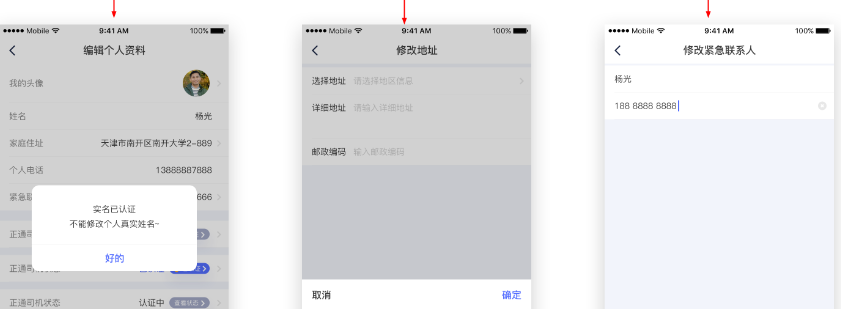 Mobile 9:41 AM 100%
编辑个人资料
我的头像
姓名 杨光
家庭住址 天津市南开区南开大学2-889
个人电话 13888887888
紧急 666
实名已认证
不能修改个人真实姓名~
好的
正通司
正通司
正通司机状态 认证中 查看状态
Mobile 9:41 AM 100%
修改地址
选择地址 请选择地区信息
详细地址 请输入详细地址
邮政编码 输入邮政编码
取消 确定
Mobile 9:41 AM 100%
修改紧急联系人
杨光
188 8888 8888